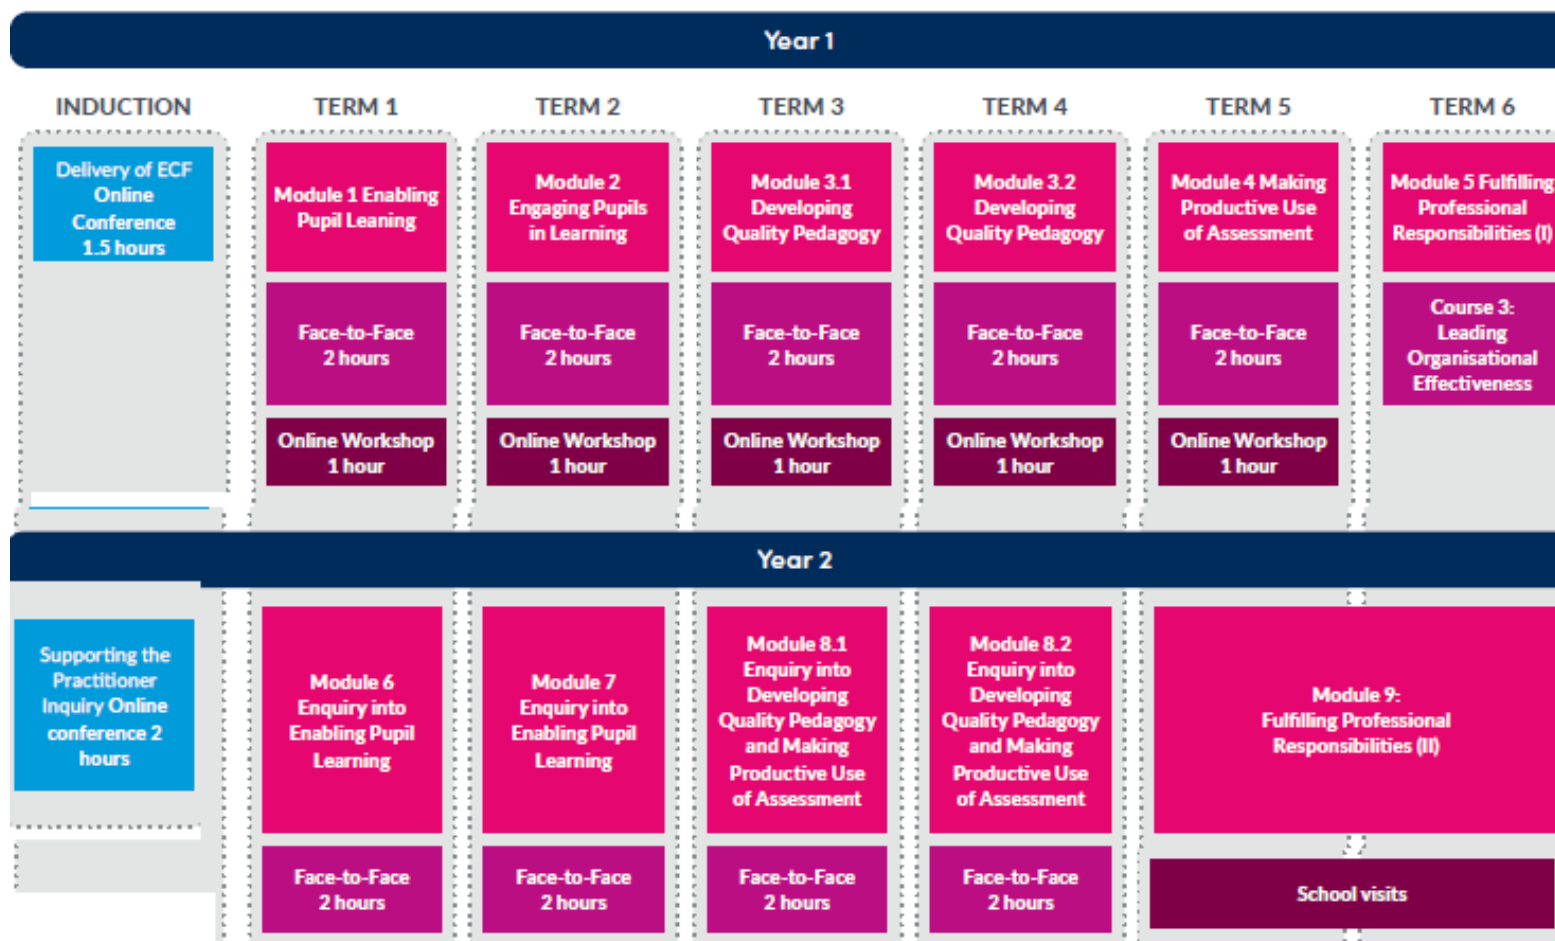 Year 1
INDUCTION
TERM 1
TERM 2
TERM 3
TERM 4
TERM 5
TERM 6
Delivery of ECF
Online
Conference
1.5 hours
Module 1 Enabling
Pupil Leaning
Module 2
Engaging Pupils
in Learning
Module 3.1
Developing
Quality Pedagogy
Module 3.2
Developing
Quality Pedagogy
Module 4 Making
Productive Use
of Assessment
Module 5 Fulfilling
Professional
Responsibilities (I)
Face-to-Face
2 hours
Face-to-Face
2 hours
Face-to-Face
2 hours
Face-to-Face
2 hours
Face-to-Face
2 hours
Course 3:
Leading
Organisational
Effectiveness
Online Workshop
1 hour
Online Workshop
1 hour
Online Workshop
1 hour
Online Workshop
1 hour
Online Workshop
1 hour
Year 2
Supporting the
Practitioner
Inquiry Online
conference 2
hours
Module 6
Enquiry into
Enabling Pupil
Learning
Module 7
Enquiry into
Enabling Pupil
Learning
Module 8.1
Enquiry into
Developing
Quality Pedagogy
and Making
Productive Use
of Assessment
Module 8.2
Enquiry into
Developing
Quality Pedagogy
and Making
Productive Use
of Assessment
Module 9:
Fulfilling Professional
Responsibilities (II)
Face-to-Face
2 hours
Face-to-Face
2 hours
Face-to-Face
2 hours
Face-to-Face
2 hours
School visits